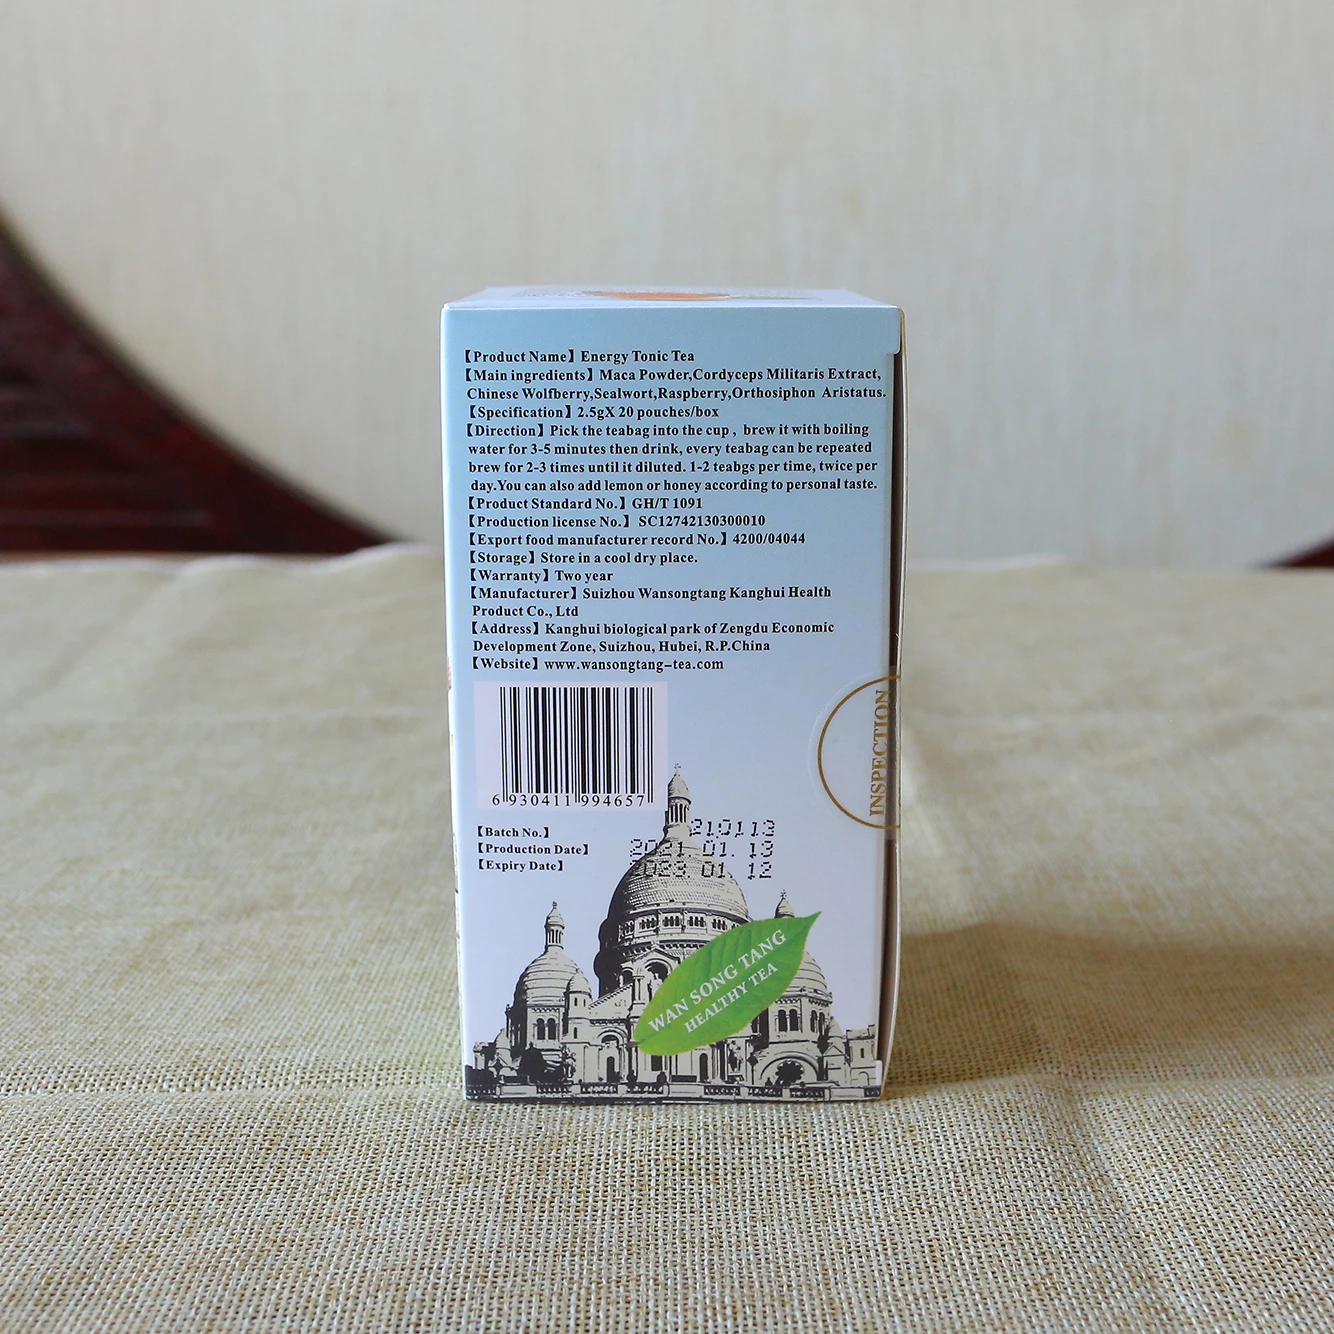 【Product Name】Energy Tonic Tea
【Main ingredients】Maca Powder,Cordyceps Militaris Extract,
Chinese Wolfberry,Sealwort,Raspberry,Orthosiphon Aristatus.
【Specification】2.5gX 20 pouches/box
【Direction】Pick the teabag into the cup , brew it with boiling
water for 3-5 minutes then drink, every teabag can be repeated
brew for 2-3 times until it diluted. 1-2 teabgs per time, twice per
day.You can also add lemon or honey according to personal taste.
【Product Standard No.】GH/T 1091
【Production license No.】SC12742130300010
【Export food manufacturer record No.】4200/04044
【Storage】Store in a cool dry place.
【Warranty】Two year
【Manufacturer】Suizhou Wansongtang Kanghui Health
Product Co., Ltd
【Address】Kanghui biological park of Zengdu Economic
Development Zone, Suizhou, Hubei, R.P.China
【Website】www.wansongtang-tea.com
INSPECTION
6 930411 994657
【Batch No.】 210113
【Production Date】 2021. 01. 13
【Expiry Date】 2023. 01. 12
WAN SONG TANG
HEALTHY TEA